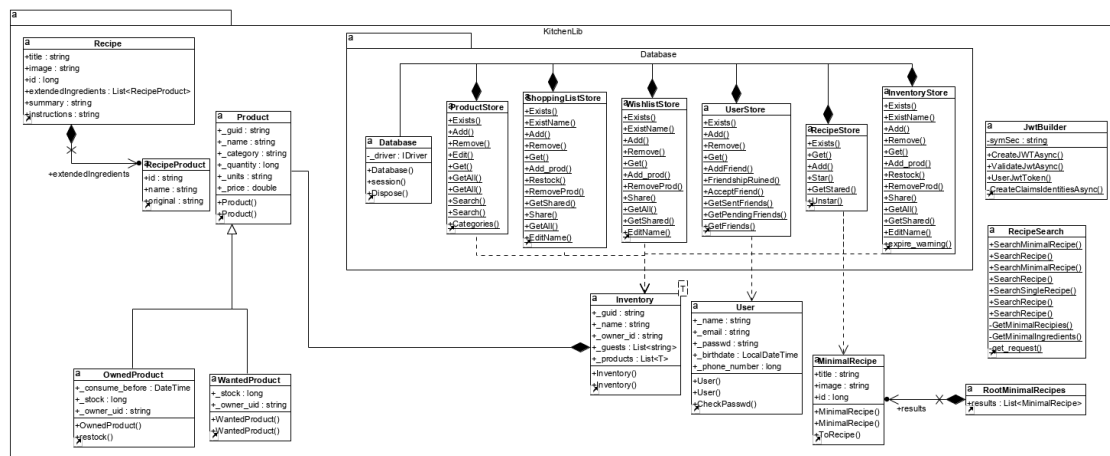 a
KitchenLib
a
Database
a
Recipe
+title : string
+image : string
+id : long
+extendedIngredients : List<RecipeProduct>
+summary : string
+instructions : string
+extendedIngredients
a
RecipeProduct
+id : string
+name : string
+original : string
a
Product
+_guid : string
+_name : string
+_category : string
+_quantity : long
+_units : string
+_price : double
+Product()
+Product()
a
OwnedProduct
+_consume_before : DateTime
+_stock : long
+_owner_uid : string
+OwnedProduct()
+restock()
a
WantedProduct
+_stock : long
+_owner_uid : string
+WantedProduct()
+WantedProduct()
a
Database
-_driver : IDriver
+Database()
+session()
+Dispose()
a
ProductStore
+Exists()
+Add()
+Remove()
+Edit()
+Get()
+GetAll()
+GetAll()
+Search()
+Search()
+Categories()
a
ShoppingListStore
+Exists()
+ExistName()
+Add()
+Remove()
+Get()
+Add_prod()
+Restock()
+RemoveProd()
+GetShared()
+Share()
+GetAll()
+EditName()
a
WishlistStore
+Exists()
+ExistName()
+Add()
+Remove()
+Get()
+Add_prod()
+RemoveProd()
+Share()
+GetAll()
+GetShared()
+EditName()
a
UserStore
+Exists()
+Add()
+Remove()
+Get()
+AddFriend()
+FriendshipRuined()
+AcceptFriend()
+GetSentFriends()
+GetPendingFriends()
+GetFriends()
a
RecipeStore
+Exists()
+Get()
+Add()
+Star()
+GetStared()
+Unstar()
a
InventoryStore
+Exists()
+ExistName()
+Add()
+Remove()
+Get()
+Add_prod()
+Restock()
+RemoveProd()
+Share()
+GetAll()
+GetShared()
+EditName()
+expire_warning()
a
JwtBuilder
-symSec : string
+CreateJWTAsync()
+ValidateJwtAsync()
+UserJwtToken()
-CreateClaimsIdentitiesAsync()
a
RecipeSearch
+SearchMinimalRecipe()
+SearchRecipe()
+SearchMinimalRecipe()
+SearchRecipe()
+SearchSingleRecipe()
+SearchRecipe()
+SearchRecipe()
-GetMinimalRecipies()
-GetMinimalIngredients()
-get_request()
T
a
Inventory
+_guid : string
+_name : string
+_owner_id : string
+_guests : List<string>
+_products : List<T>
+Inventory()
+Inventory()
a
User
+_name : string
+_email : string
+_passwd : string
+_birthdate : LocalDateTime
+_phone_number : long
+User()
+User()
+CheckPasswd()
a
MinimalRecipe
+title : string
+image : string
+id : long
+MinimalRecipe()
+MinimalRecipe()
+ToRecipe()
+results
a
RootMinimalRecipes
+results : List<MinimalRecipe>